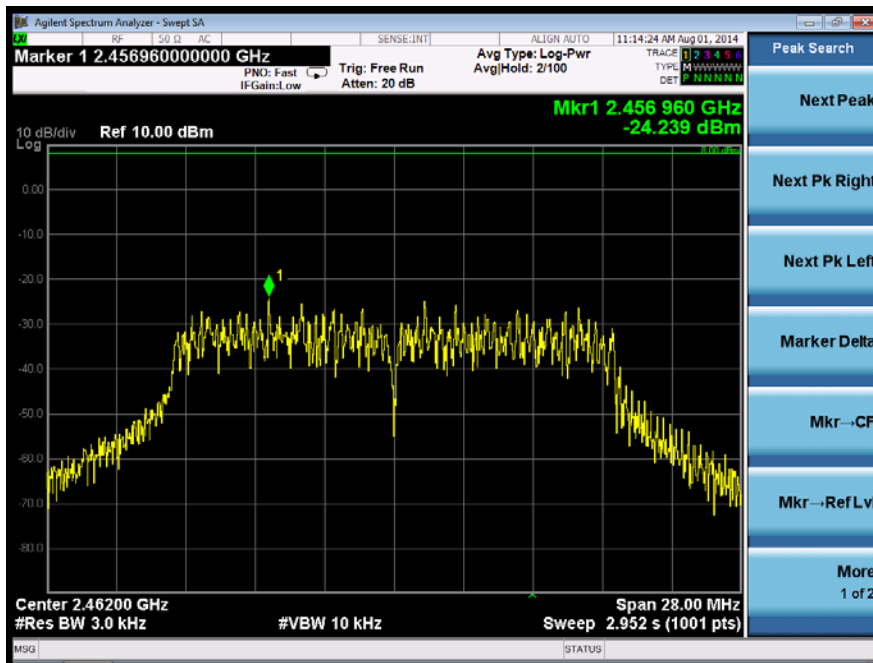 Agilent Spectrum Analyzer - Swept SA
LXI RF 50 Ω AC SENSE:INT ALIGN AUTO 11:14:24 AM Aug 01, 2014
Marker 1 2.456960000000 GHz
PNO: Fast
IFGain:Low
Trig: Free Run
Atten: 20 dB
Avg Type: Log-Pwr
Avg|Hold: 2/100
TRACE 1 2 3 4 5 6
TYPE M WWWWW
DET P N N N N N
Mkr1 2.456 960 GHz
-24.239 dBm
10 dB/div Ref 10.00 dBm
Log
8.00 dBm
0.00
-10.0
-20.0
1
-30.0
-40.0
-50.0
-60.0
-70.0
-80.0
Center 2.46200 GHz Span 28.00 MHz
#Res BW 3.0 kHz #VBW 10 kHz Sweep 2.952 s (1001 pts)
MSG STATUS
Peak Search
Next Peak
Next Pk Right
Next Pk Left
Marker Delta
Mkr→CF
Mkr→Ref Lvl
More
1 of 2